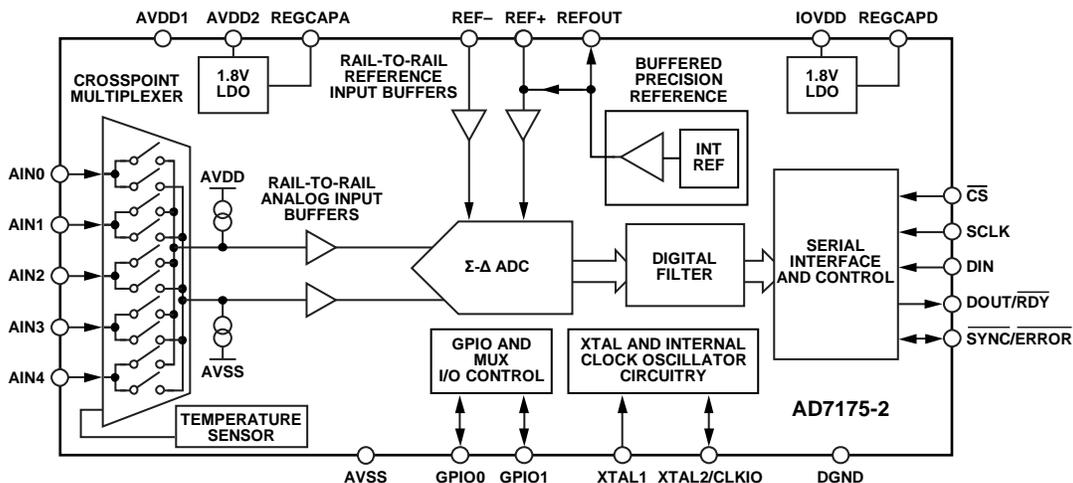 AVDD1 AVDD2 REGCAPA REF– REF+ REFOUT IOVDD REGCAPD
CROSSPOINT
MULTIPLEXER
1.8V
LDO
RAIL-TO-RAIL
REFERENCE
INPUT BUFFERS
BUFFERED
PRECISION
REFERENCE
INT
REF
1.8V
LDO
AIN0
AIN1
AIN2
AIN3
AIN4
AVDD
RAIL-TO-RAIL
ANALOG INPUT
BUFFERS
AVSS
Σ-Δ ADC
DIGITAL
FILTER
SERIAL
INTERFACE
AND CONTROL
CS
SCLK
DIN
DOUT/RDY
SYNC/ERROR
TEMPERATURE
SENSOR
GPIO AND
MUX
I/O CONTROL
XTAL AND INTERNAL
CLOCK OSCILLATOR
CIRCUITRY
AD7175-2
AVSS GPIO0 GPIO1 XTAL1 XTAL2/CLKIO DGND